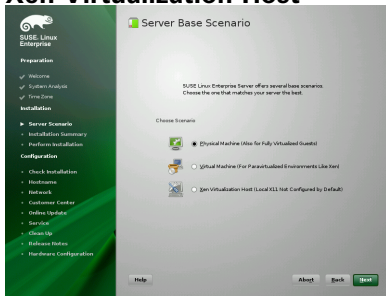 Xen Virtualization Host
SUSE. Linux
Enterprise
Preparation
Welcome
System Analysis
Time Zone
Installation
Server Scenario
Installation Summary
Perform Installation
Configuration
Check Installation
Hostname
Network
Customer Center
Online Update
Service
Clean Up
Release Notes
Hardware Configuration
Server Base Scenario
SUSE Linux Enterprise Server offers several base scenarios.
Choose the one that matches your server the best.
Choose Scenario
Physical Machine (Also for Fully Virtualized Guests)
Virtual Machine (For Paravirtualized Environments Like Xen)
Xen Virtualization Host (Local X11 Not Configured by Default)
Help
Abort
Back
Next